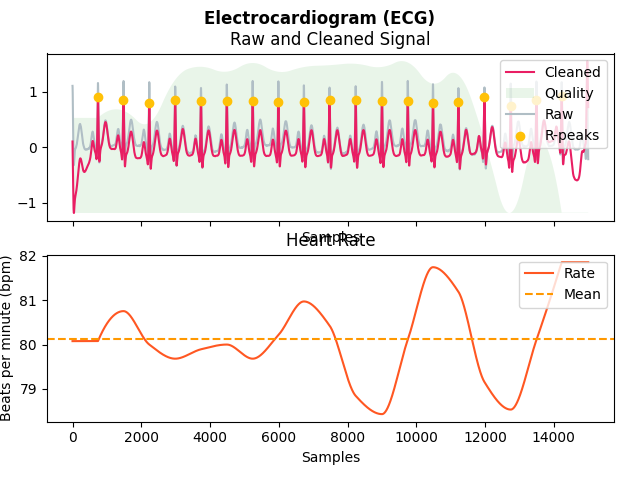 Electrocardiogram (ECG)
Raw and Cleaned Signal
1
0
−1
Cleaned
Quality
Raw
R-peaks
Samples
Heart Rate
Beats per minute (bpm)
82
81
80
79
Rate
Mean
0 2000 4000 6000 8000 10000 12000 14000
Samples